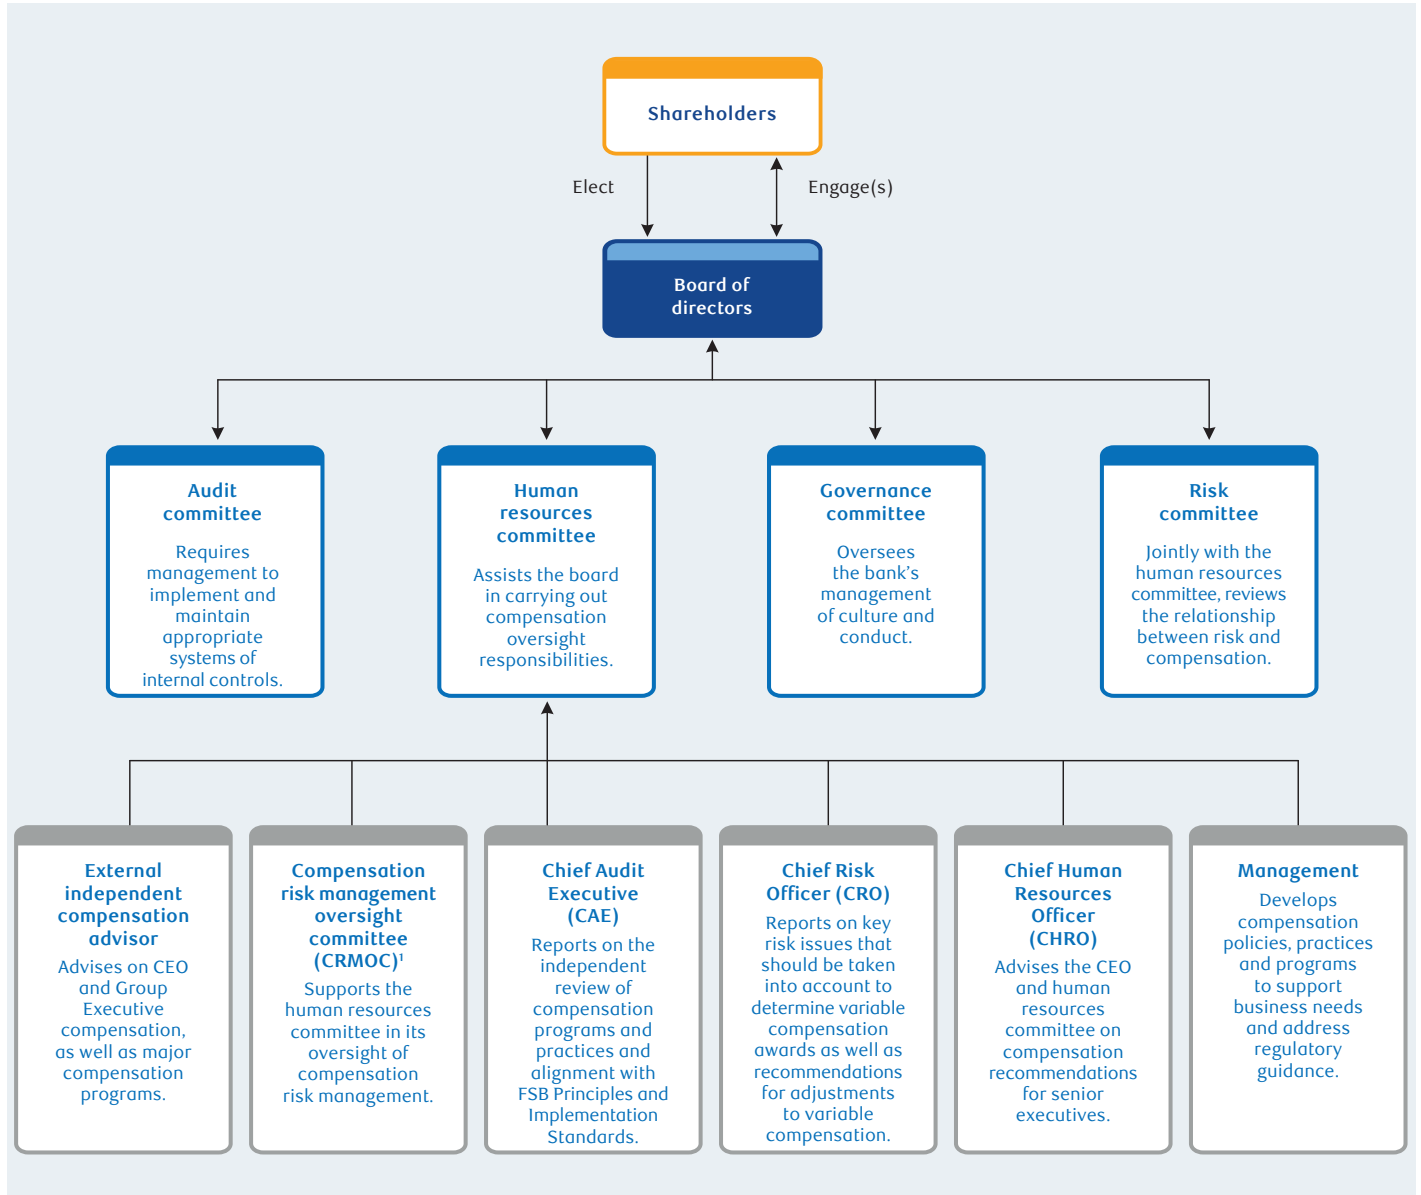 Shareholders
Elect
Engage(s)
Board of
directors
Audit
committee
Requires
management to
implement and
maintain
appropriate
systems of
internal controls.
Human
resources
committee
Assists the board
in carrying out
compensation
oversight
responsibilities.
Governance
committee
Oversees
the bank’s
management
of culture and
conduct.
Risk
committee
Jointly with the
human resources
committee, reviews
the relationship
between risk and
compensation.
External
independent
compensation
advisor
Advises on CEO
and Group
Executive
compensation,
as well as major
compensation
programs.
Compensation
risk management
oversight
committee
(CRMOC)¹
Supports the
human resources
committee in its
oversight of
compensation
risk management.
Chief Audit
Executive
(CAE)
Reports on the
independent
review of
compensation
programs and
practices and
alignment with
FSB Principles and
Implementation
Standards.
Chief Risk
Officer (CRO)
Reports on key
risk issues that
should be taken
into account to
determine variable
compensation
awards as well as
recommendations
for adjustments
to variable
compensation.
Chief Human
Resources
Officer
(CHRO)
Advises the CEO
and human
resources
committee on
compensation
recommendations
for senior
executives.
Management
Develops
compensation
policies, practices
and programs
to support
business needs
and address
regulatory
guidance.